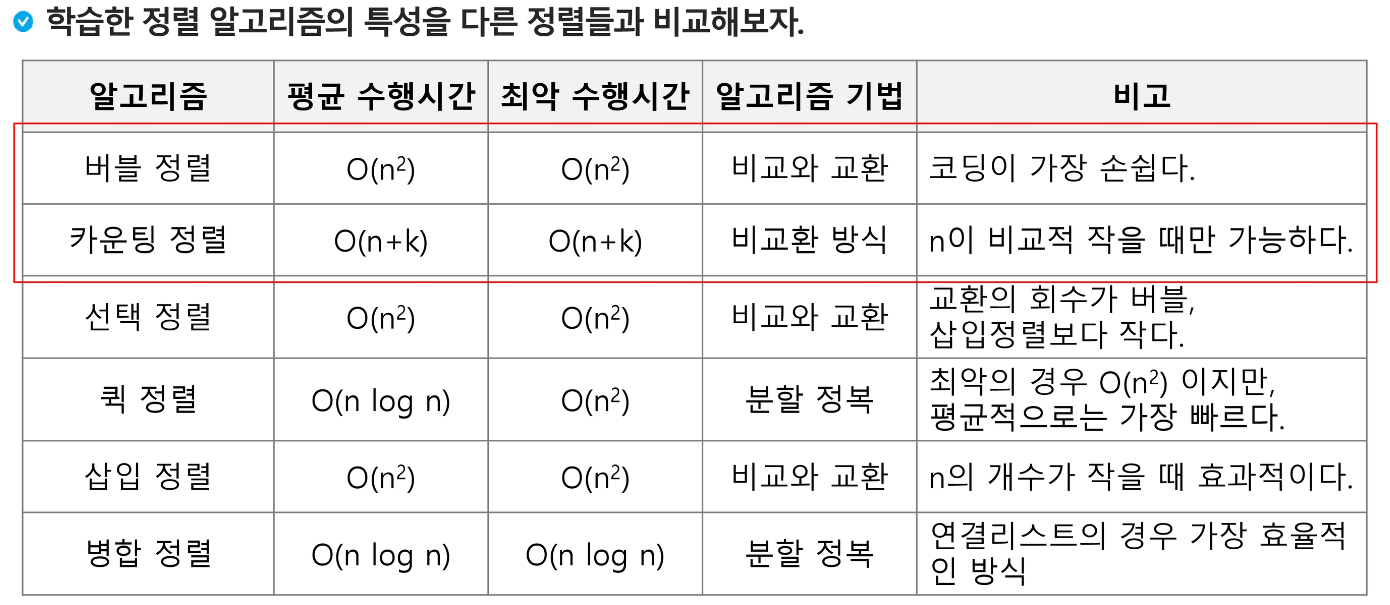 학습한 정렬 알고리즘의 특성을 다른 정렬들과 비교해보자.
알고리즘 평균 수행시간 최악 수행시간 알고리즘 기법 비고
버블 정렬 O(n²) O(n²) 비교와 교환 코딩이 가장 손쉽다.
카운팅 정렬 O(n+k) O(n+k) 비교환 방식 n이 비교적 작을 때만 가능하다.
선택 정렬 O(n²) O(n²) 비교와 교환 교환의 회수가 버블,
삽입정렬보다 작다.
퀵 정렬 O(n log n) O(n²) 분할 정복 최악의 경우 O(n²) 이지만,
평균적으로는 가장 빠르다.
삽입 정렬 O(n²) O(n²) 비교와 교환 n의 개수가 작을 때 효과적이다.
병합 정렬 O(n log n) O(n log n) 분할 정복 연결리스트의 경우 가장 효율적
인 방식